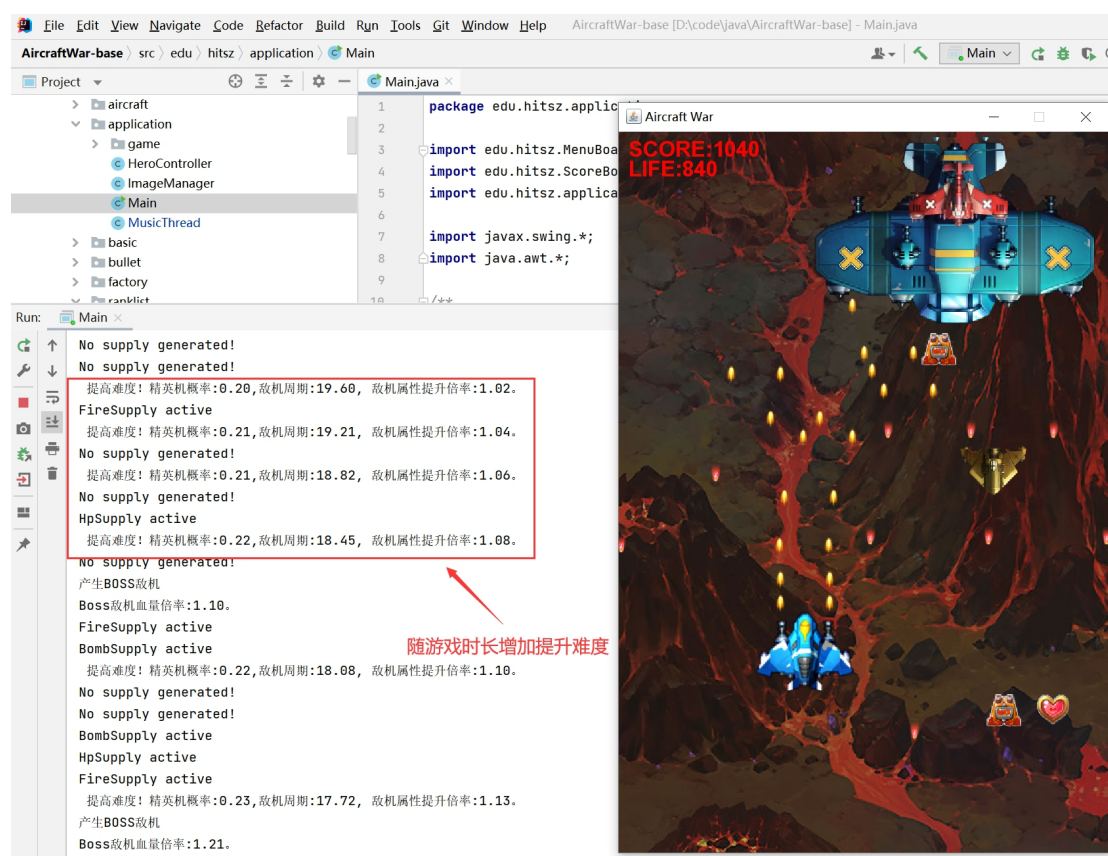 File Edit View Navigate Code Refactor Build Run Tools Git Window Help AircraftWar-base [D:\code\java\AircraftWar-base] - Main.java
AircraftWar-base src edu hitsz application Main
Main
Project
Main.java
aircraft
application
game
HeroController
ImageManager
Main
MusicThread
basic
bullet
factory
ranklist
1 package edu.hitsz.applic
2
3 import edu.hitsz.MenuBoa
4 import edu.hitsz.ScoreBo
5 import edu.hitsz.applica
6
7 import javax.swing.*;
8 import java.awt.*;
9
10 /**
Run: Main
No supply generated!
No supply generated!
提高难度！精英机概率:0.20,敌机周期:19.60, 敌机属性提升倍率:1.02。
FireSupply active
提高难度！精英机概率:0.21,敌机周期:19.21, 敌机属性提升倍率:1.04。
No supply generated!
提高难度！精英机概率:0.21,敌机周期:18.82, 敌机属性提升倍率:1.06。
No supply generated!
HpSupply active
提高难度！精英机概率:0.22,敌机周期:18.45, 敌机属性提升倍率:1.08。
No supply generated!
产生BOSS敌机
Boss敌机血量倍率:1.10。
FireSupply active
BombSupply active
提高难度！精英机概率:0.22,敌机周期:18.08, 敌机属性提升倍率:1.10。
No supply generated!
No supply generated!
BombSupply active
HpSupply active
FireSupply active
提高难度！精英机概率:0.23,敌机周期:17.72, 敌机属性提升倍率:1.13。
产生BOSS敌机
Boss敌机血量倍率:1.21。
随游戏时长增加提升难度
Aircraft War
SCORE:1040
LIFE:840